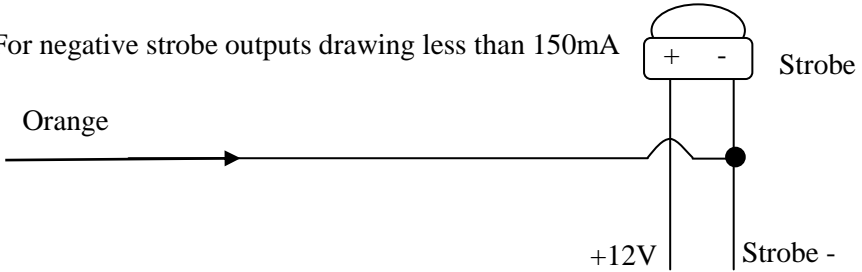 For negative strobe outputs drawing less than 150mA
+ -
Strobe
Orange
+12V
Strobe -